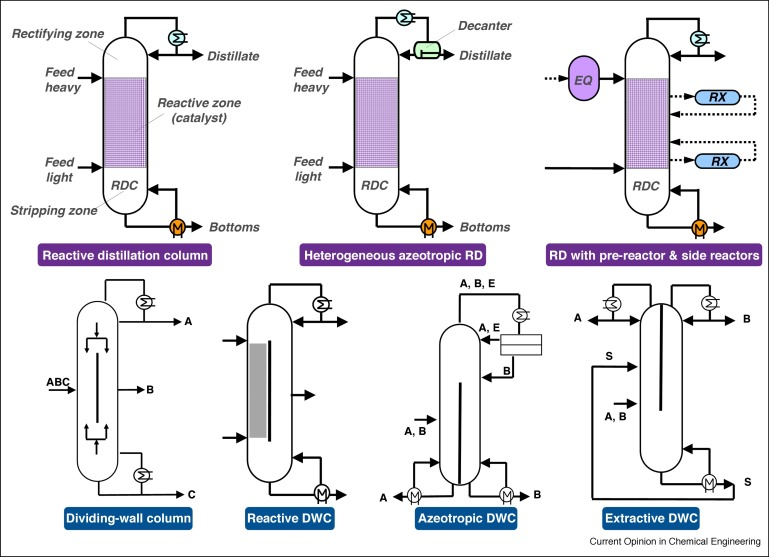 Rectifying zone
Distillate
Feed
heavy
Reactive zone
(catalyst)
Feed
light
RDC
Stripping zone
M
Bottoms
Reactive distillation column
Decanter
Distillate
Feed
heavy
Feed
light
RDC
M
Bottoms
Heterogeneous azeotropic RD
EQ
RX
RX
RDC
M
RD with pre-reactor & side reactors
A
ABC
B
C
Dividing-wall column
M
Reactive DWC
A, B, E
A, E
B
A, B
A
M
M
B
Azeotropic DWC
A
B
S
A, B
M
S
Extractive DWC
Current Opinion in Chemical Engineering